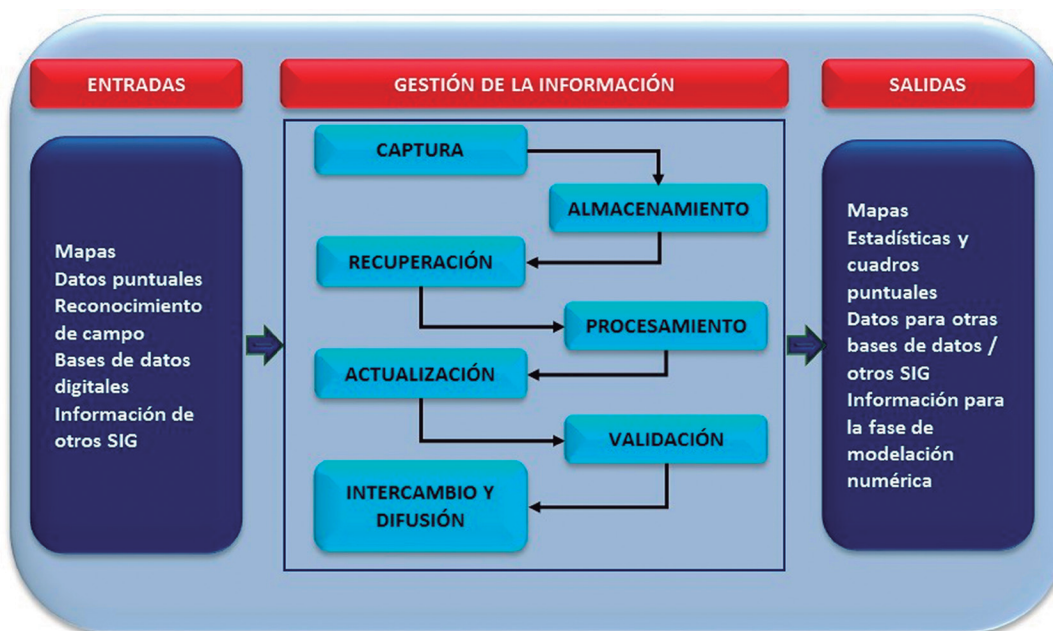 ENTRADAS
GESTIÓN DE LA INFORMACIÓN
SALIDAS
Mapas
Datos puntuales
Reconocimiento
de campo
Bases de datos
digitales
Información de
otros SIG
CAPTURA
ALMACENAMIENTO
RECUPERACIÓN
PROCESAMIENTO
ACTUALIZACIÓN
VALIDACIÓN
INTERCAMBIO Y
DIFUSIÓN
Mapas
Estadísticas y
cuadros
puntuales
Datos para otras
bases de datos /
otros SIG
Información para
la fase de
modelación
numérica